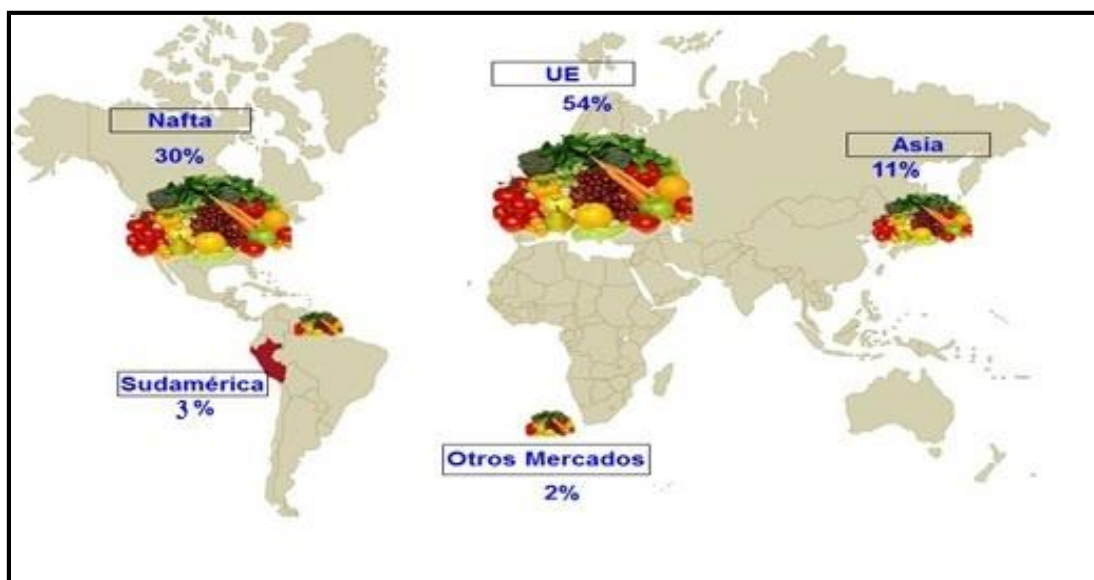 Nafta
30%
UE
54%
Asia
11%
Sudamérica
3%
Otros Mercados
2%